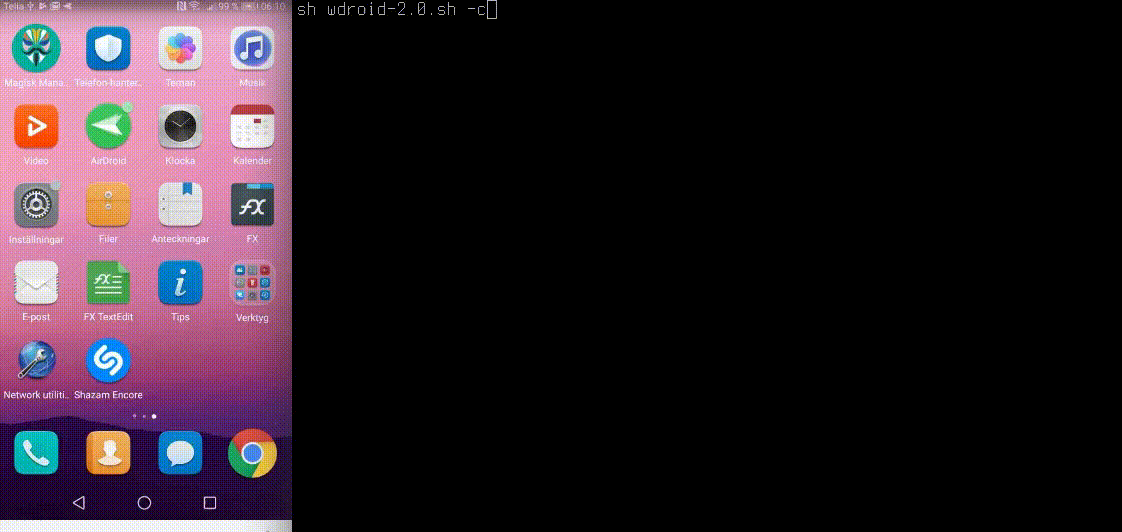 Telia 99 % 06:10
sh wdroid-2.0.sh -c
Magisk Mana.. Telefon-hanter.. Teman Musik
Video AirDroid Klocka Kalender
Inställningar Filer Anteckningar FX
E-post FX TextEdit Tips Verktyg
Network utiliti.. Shazam Encore